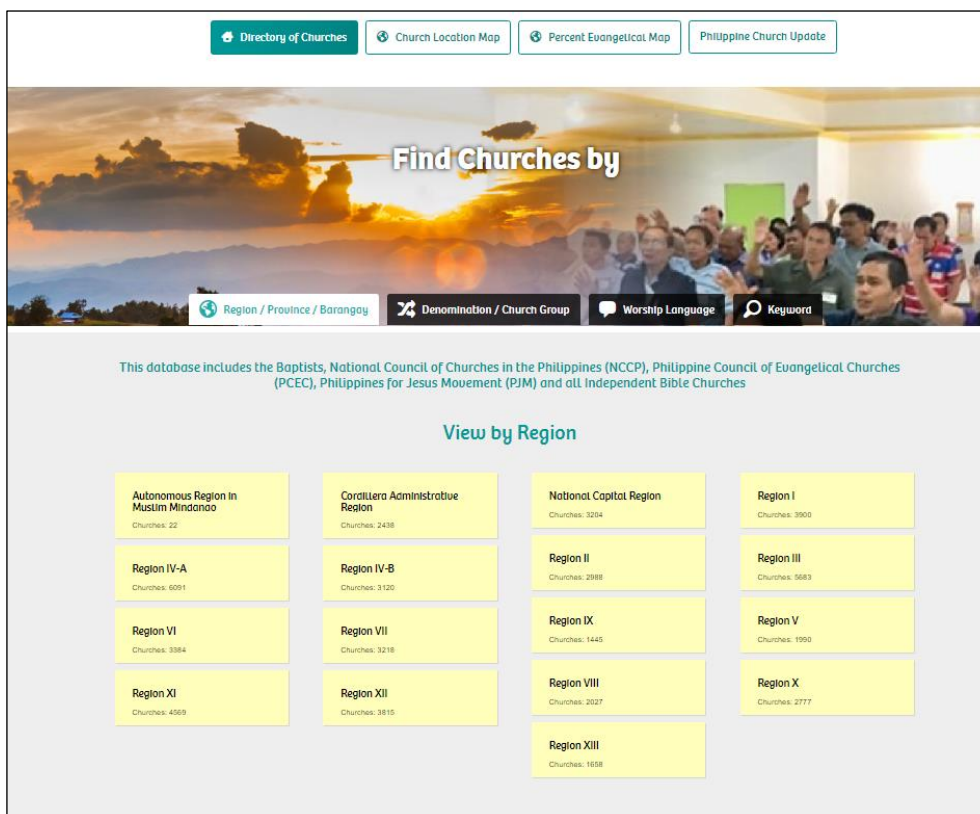 Directory of Churches
Church Location Map
Percent Evangelical Map
Philippine Church Update
Find Churches by
Region / Province / Barangay
Denomination / Church Group
Worship Language
Keyword
This database includes the Baptists, National Council of Churches in the Philippines (NCCP), Philippine Council of Evangelical Churches
(PCEC), Philippines for Jesus Movement (PJM) and all Independent Bible Churches
View by Region
Autonomous Region in
Muslim Mindanao
Churches: 22
Cordillera Administrative
Region
Churches: 2438
National Capital Region
Churches: 3204
Region I
Churches: 3900
Region IV-A
Churches: 6091
Region IV-B
Churches: 3120
Region II
Churches: 2988
Region III
Churches: 5683
Region VI
Churches: 3384
Region VII
Churches: 3218
Region IX
Churches: 1445
Region V
Churches: 1990
Region XI
Churches: 4569
Region XII
Churches: 3815
Region VIII
Churches: 2027
Region X
Churches: 2777
Region XIII
Churches: 1658